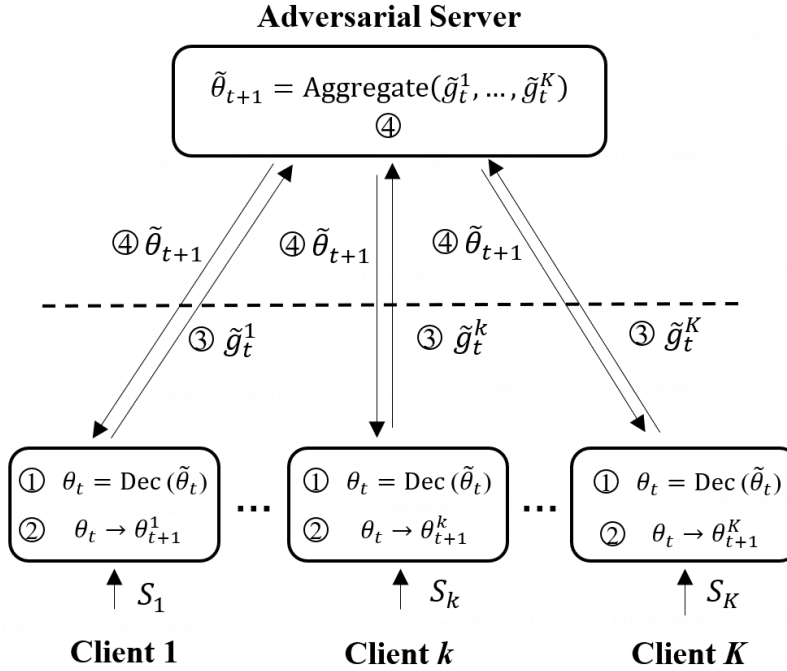 Adversarial Server
θ̃_{t+1} = Aggregate(g̃_t^1, …, g̃_t^K)
④
④ θ̃_{t+1} ④ θ̃_{t+1} ④ θ̃_{t+1}
③ g̃_t^1 ③ g̃_t^k ③ g̃_t^K
① θ_t = Dec (θ̃_t) ① θ_t = Dec (θ̃_t) ① θ_t = Dec (θ̃_t)
... ...
② θ_t → θ_{t+1}^1 ② θ_t → θ_{t+1}^k ② θ_t → θ_{t+1}^K
S_1 S_k S_K
Client 1 Client k Client K